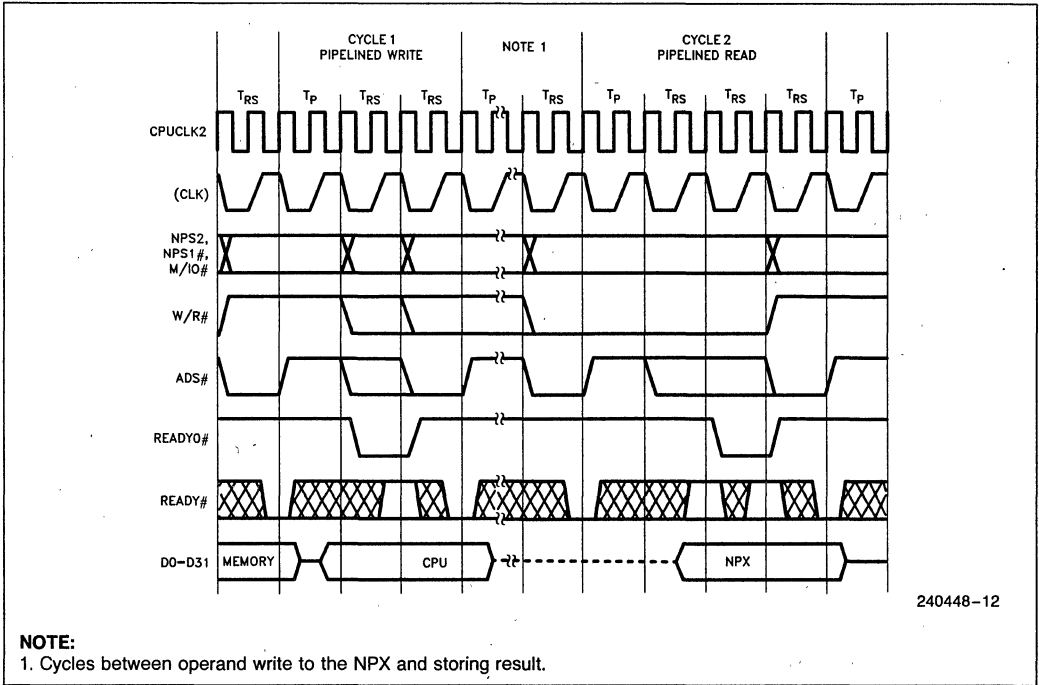 CYCLE 1
PIPELINED WRITE
NOTE 1
CYCLE 2
PIPELINED READ
TRS TP TRS TRS TP TRS TP TRS TRS TRS TP
CPUCLK2
(CLK)
NPS2,
NPS1#,
M/IO#
W/R#
ADS#
READYO#
READY#
D0–D31 MEMORY CPU NPX
240448–12
NOTE:
1. Cycles between operand write to the NPX and storing result.